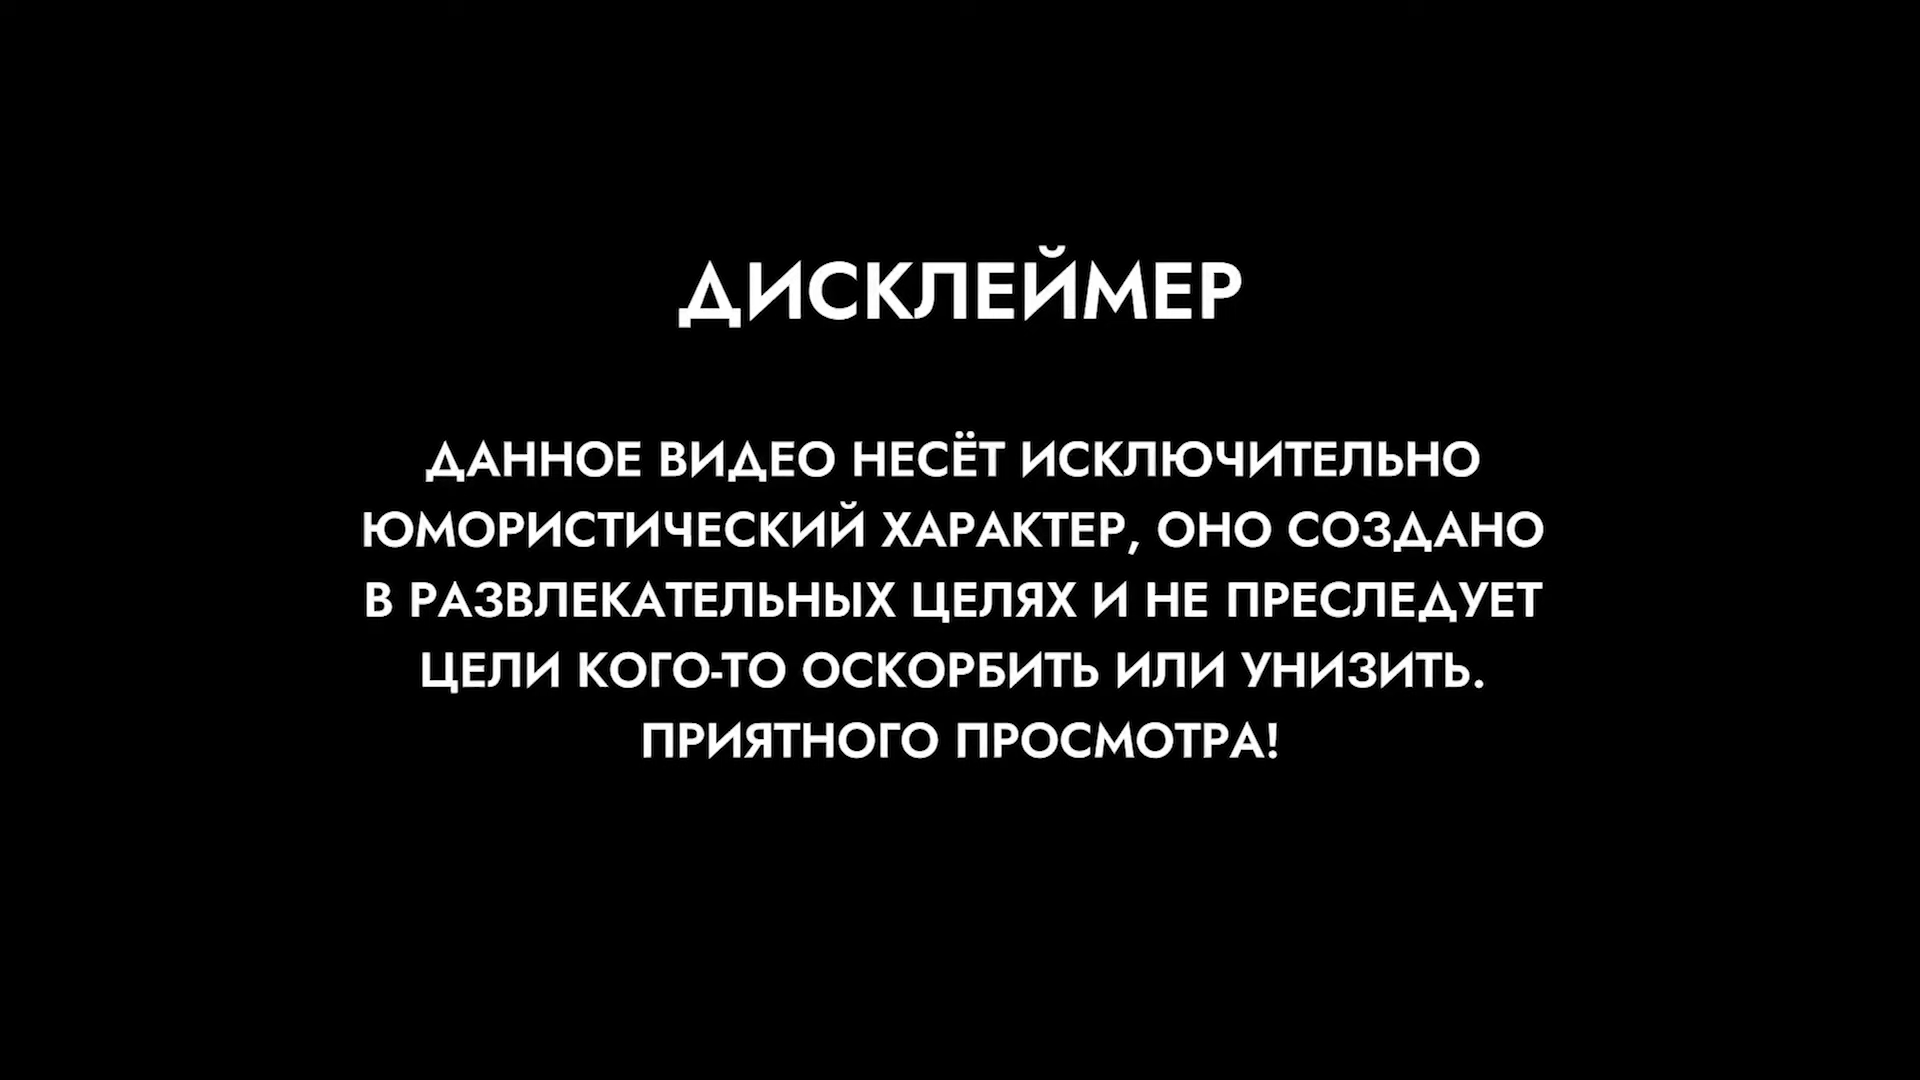 ДИСКЛЕЙМЕР
ДАННОЕ ВИДЕО НЕСЁТ ИСКЛЮЧИТЕЛЬНО
ЮМОРИСТИЧЕСКИЙ ХАРАКТЕР, ОНО СОЗДАНО
В РАЗВЛЕКАТЕЛЬНЫХ ЦЕЛЯХ И НЕ ПРЕСЛЕДУЕТ
ЦЕЛИ КОГО-ТО ОСКОРБИТЬ ИЛИ УНИЗИТЬ.
ПРИЯТНОГО ПРОСМОТРА!